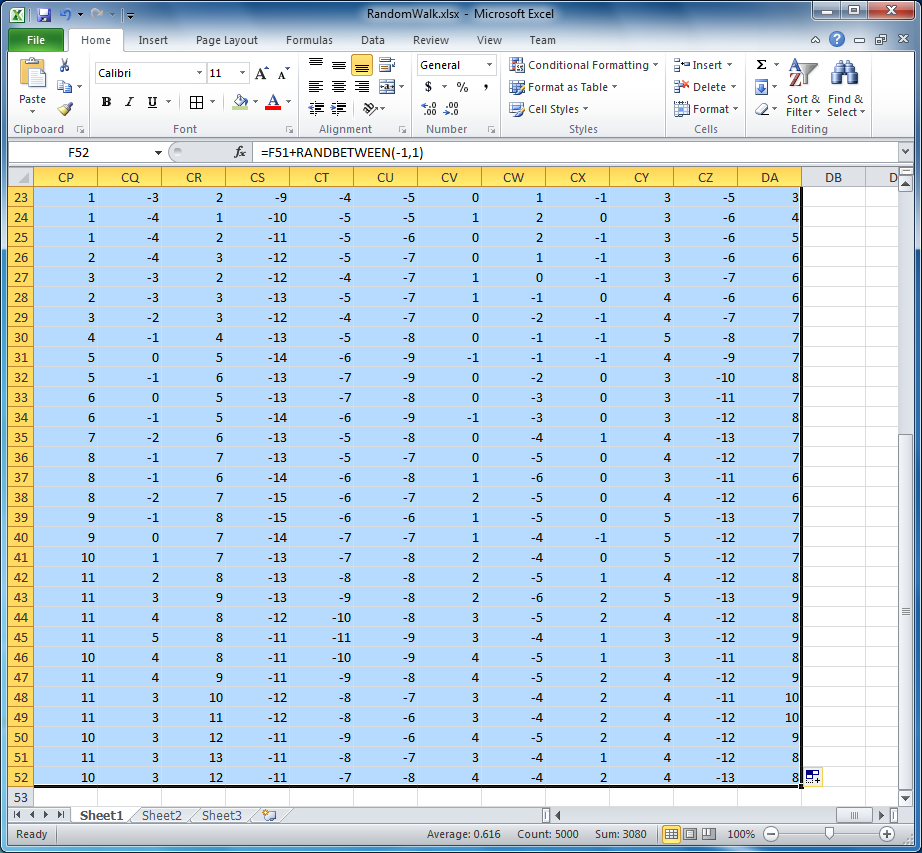 RandomWalk.xlsx - Microsoft Excel
File Home Insert Page Layout Formulas Data Review View Team
Calibri 11 General Conditional Formatting Insert
Paste B I U $ % , Format as Table Delete Sort & Filter Find & Select
Cell Styles Format
Clipboard Font Alignment Number Styles Cells Editing
F52 fx =F51+RANDBETWEEN(-1,1)
CP CQ CR CS CT CU CV CW CX CY CZ DA DB D
23 1 -3 2 -9 -4 -5 0 1 -1 3 -5 3
24 1 -4 1 -10 -5 -5 1 2 0 3 -6 4
25 1 -4 2 -11 -5 -6 0 2 -1 3 -6 5
26 2 -4 3 -12 -5 -7 0 1 -1 3 -6 6
27 3 -3 2 -12 -4 -7 1 0 -1 3 -7 6
28 2 -3 3 -13 -5 -7 1 -1 0 4 -6 6
29 3 -2 3 -12 -4 -7 0 -2 -1 4 -7 7
30 4 -1 4 -13 -5 -8 0 -1 -1 5 -8 7
31 5 0 5 -14 -6 -9 -1 -1 -1 4 -9 7
32 5 -1 6 -13 -7 -9 0 -2 0 3 -10 8
33 6 0 5 -13 -7 -8 0 -3 0 3 -11 7
34 6 -1 5 -14 -6 -9 -1 -3 0 3 -12 8
35 7 -2 6 -13 -5 -8 0 -4 1 4 -13 7
36 8 -1 7 -13 -5 -7 0 -5 0 4 -12 7
37 8 -1 6 -14 -6 -8 1 -6 0 3 -11 6
38 8 -2 7 -15 -6 -7 2 -5 0 4 -12 6
39 9 -1 8 -15 -6 -6 1 -5 0 5 -13 7
40 9 0 7 -14 -7 -7 1 -4 -1 5 -12 7
41 10 1 7 -13 -7 -8 2 -4 0 5 -12 7
42 11 2 8 -13 -8 -8 2 -5 1 4 -12 8
43 11 3 9 -13 -9 -8 2 -6 2 5 -13 9
44 11 4 8 -12 -10 -8 3 -5 2 4 -12 8
45 11 5 8 -11 -11 -9 3 -4 1 3 -12 9
46 10 4 8 -11 -10 -9 4 -5 1 3 -11 8
47 11 4 9 -11 -9 -8 4 -5 2 4 -12 9
48 11 3 10 -12 -8 -7 3 -4 2 4 -11 10
49 11 3 11 -12 -8 -6 3 -4 2 4 -12 10
50 10 3 12 -11 -9 -6 4 -5 2 4 -12 9
51 11 3 13 -11 -8 -7 3 -4 1 4 -12 8
52 10 3 12 -11 -7 -8 4 -4 2 4 -13 8
53
Sheet1 Sheet2 Sheet3
Ready Average: 0.616 Count: 5000 Sum: 3080 100%